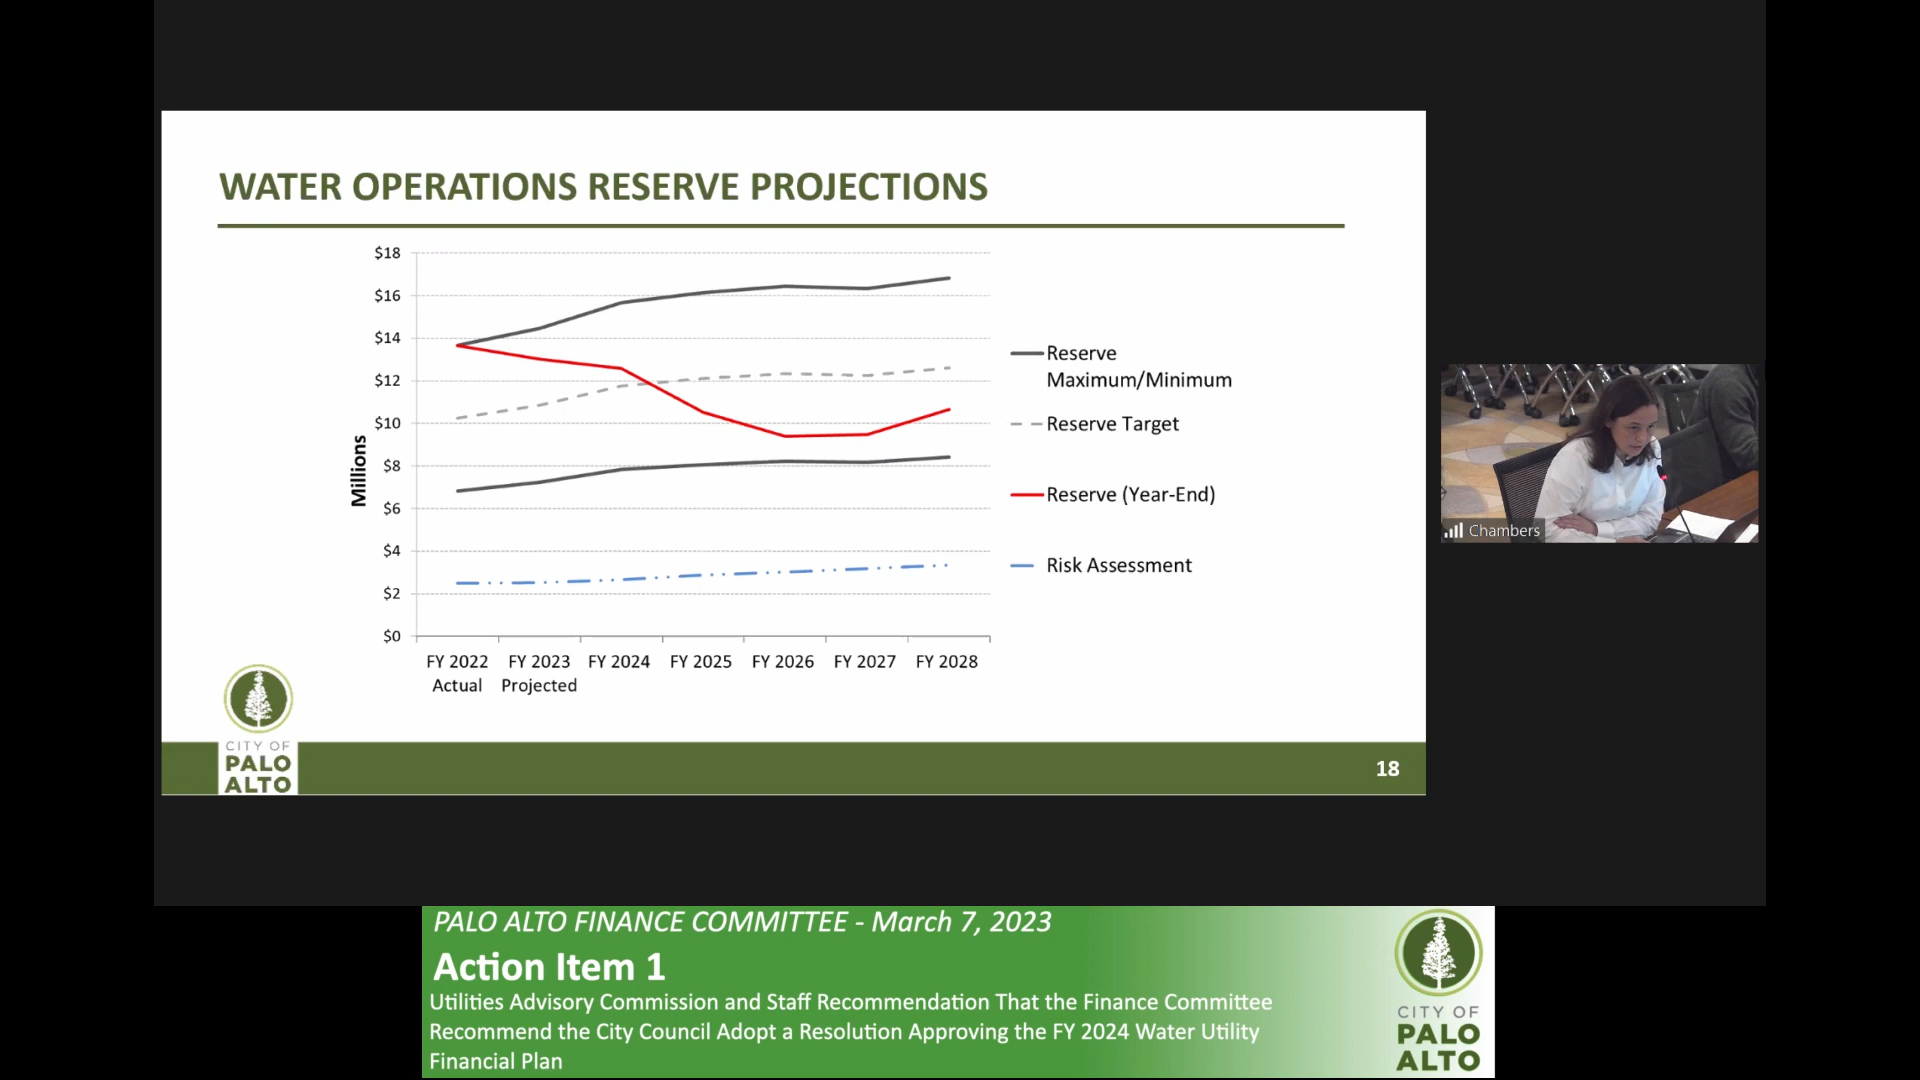 WATER OPERATIONS RESERVE PROJECTIONS
$18
$16
$14
$12
$10
$8
$6
$4
$2
$0
Millions
FY 2022 FY 2023 FY 2024 FY 2025 FY 2026 FY 2027 FY 2028
Actual Projected
Reserve
Maximum/Minimum
Reserve Target
Reserve (Year-End)
Risk Assessment
CITY OF
PALO
ALTO
18
Chambers
PALO ALTO FINANCE COMMITTEE - March 7, 2023
Action Item 1
Utilities Advisory Commission and Staff Recommendation That the Finance Committee
Recommend the City Council Adopt a Resolution Approving the FY 2024 Water Utility
Financial Plan
CITY OF
PALO
ALTO